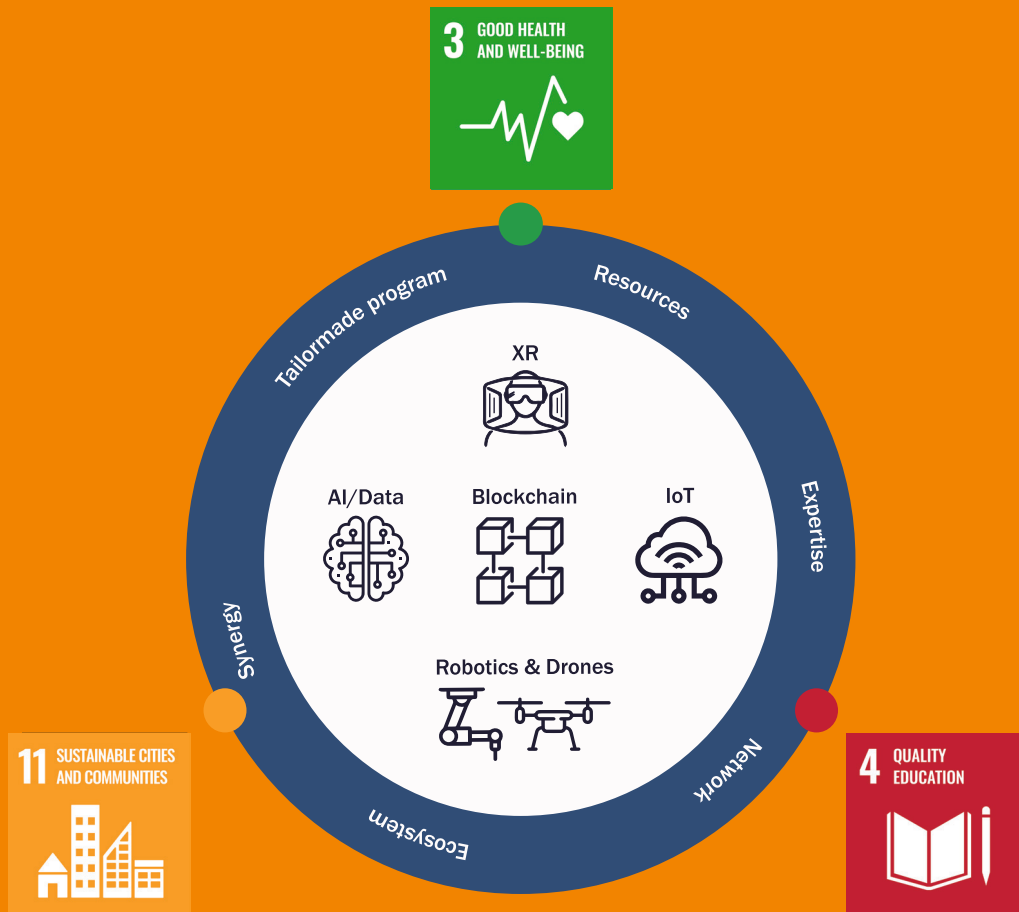 3 GOOD HEALTH
AND WELL-BEING
Tailormade program
Resources
XR
AI/Data
Blockchain
IoT
Expertise
Synergy
Robotics & Drones
Network
Ecosystem
11 SUSTAINABLE CITIES
AND COMMUNITIES
4 QUALITY
EDUCATION